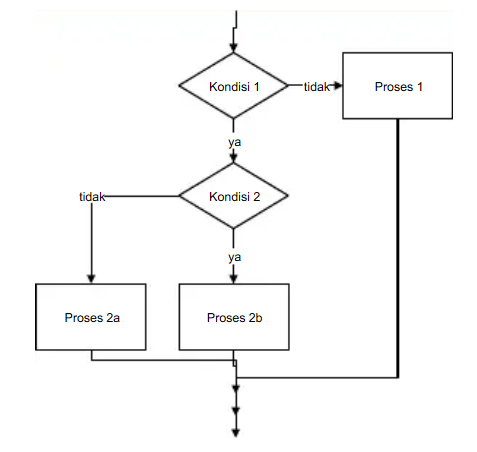 Kondisi 1
tidak
Proses 1
ya
tidak
Kondisi 2
ya
Proses 2a
Proses 2b